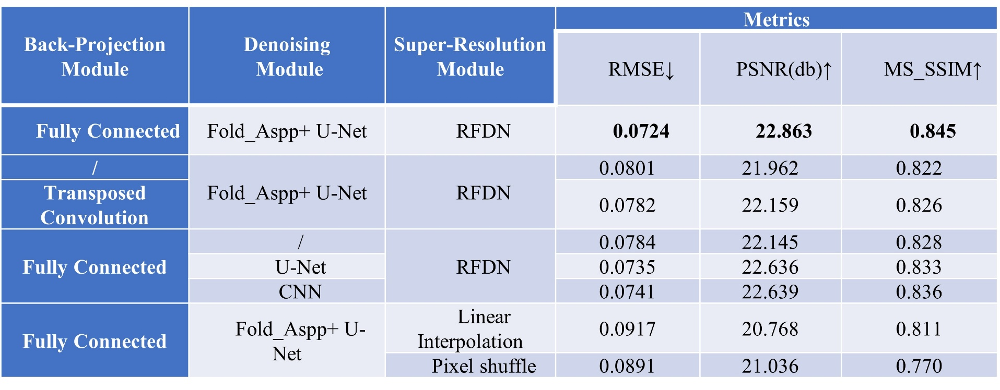 Back-Projection Module
Denoising Module
Super-Resolution Module
Metrics
RMSE↓
PSNR(db)↑
MS_SSIM↑
Fully Connected
Fold_Aspp+ U-Net
RFDN
0.0724
22.863
0.845
/
Fold_Aspp+ U-Net
RFDN
0.0801
21.962
0.822
Transposed
Convolution
0.0782
22.159
0.826
Fully Connected
/
RFDN
0.0784
22.145
0.828
U-Net
0.0735
22.636
0.833
CNN
0.0741
22.639
0.836
Fully Connected
Fold_Aspp+ U-
Net
Linear
Interpolation
0.0917
20.768
0.811
Pixel shuffle
0.0891
21.036
0.770